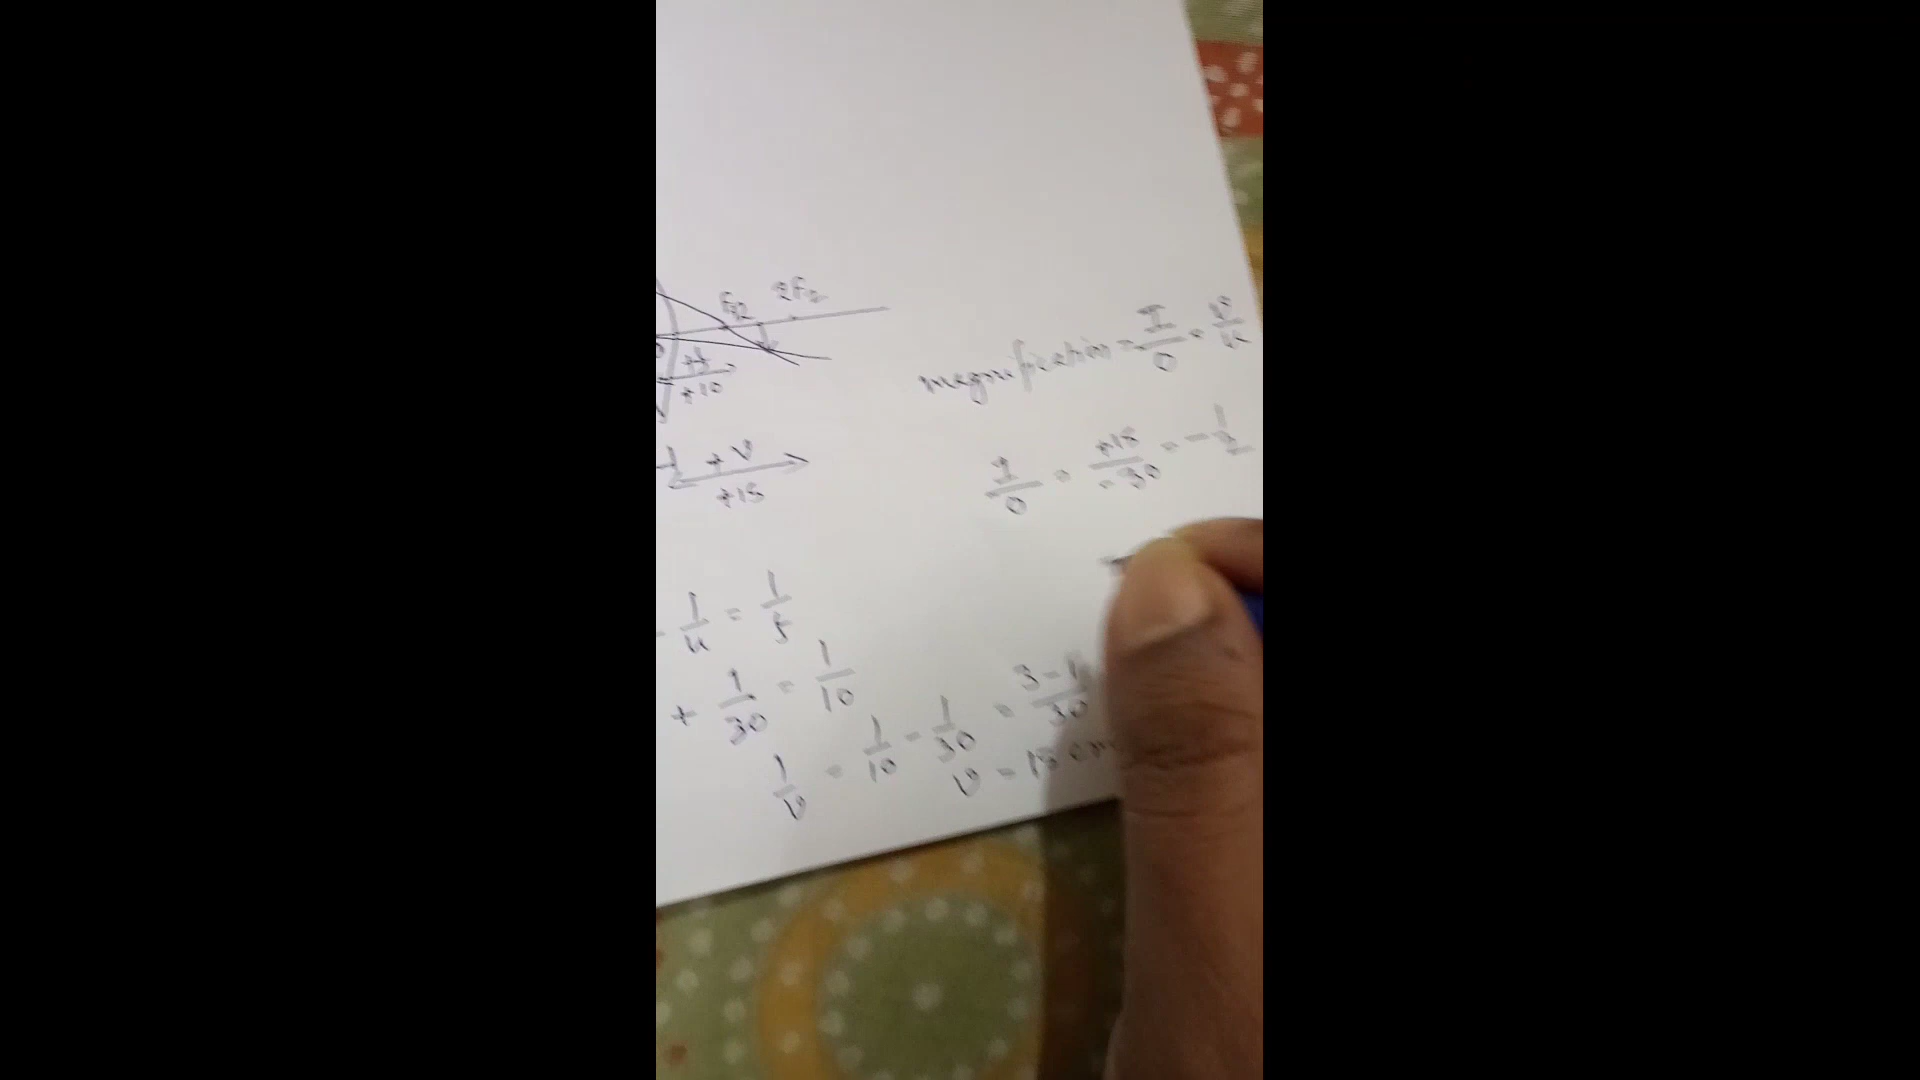 F2 2F2
+f
+10
magnification = I/O = v/u
+ v
+15
I/O = +15/-30 = -1/2
- 1/u = 1/f
+ 1/30 = 1/10
1/v = 1/10 - 1/30 = 3-1/30
v = 15 cm